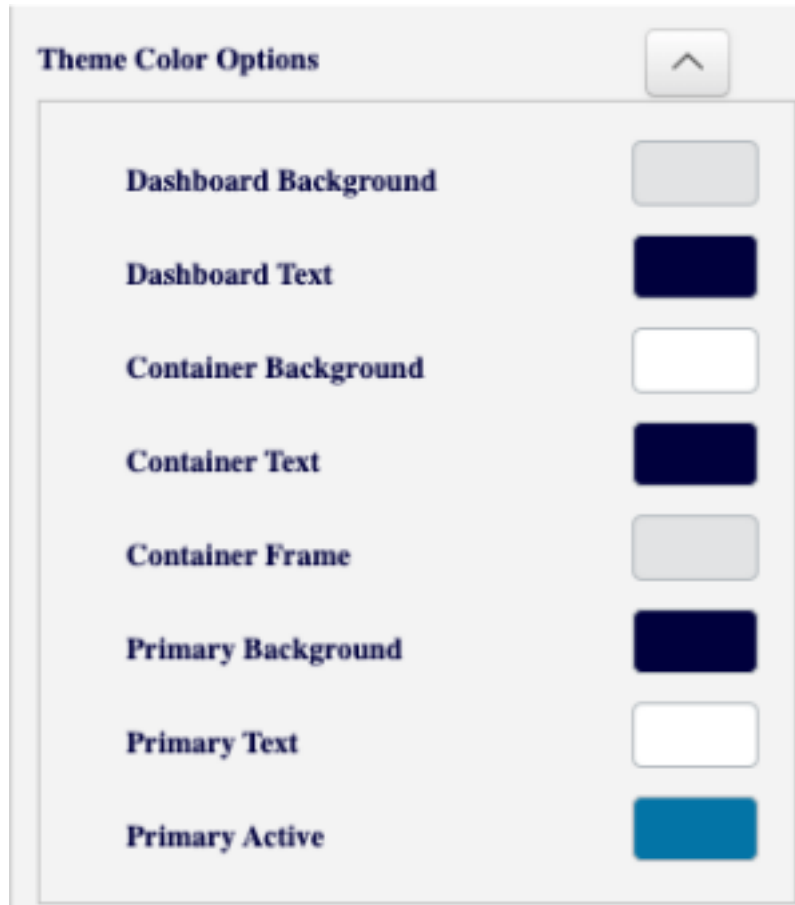 Theme Color Options
Dashboard Background
Dashboard Text
Container Background
Container Text
Container Frame
Primary Background
Primary Text
Primary Active